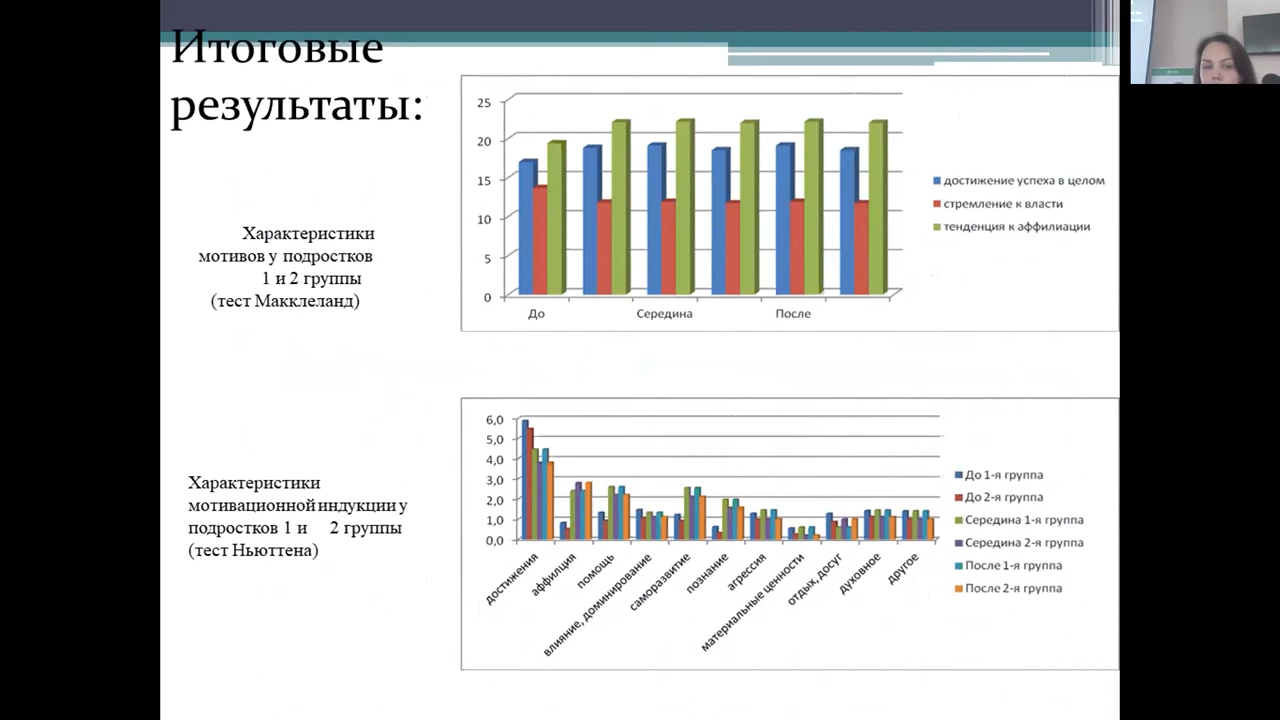 Итоговые
результаты:
Характеристики
мотивов у подростков
1 и 2 группы
(тест Макклеланд)
25
20
15
10
5
0
До
Середина
После
достижение успеха в целом
стремление к власти
тенденция к аффилиации
Характеристики
мотивационной индукции у
подростков 1 и 2 группы
(тест Ньюттена)
6,0
5,0
4,0
3,0
2,0
1,0
0,0
достижения
аффилция
помощь
влияние, доминирование
саморазвитие
познание
агрессия
материальные ценности
отдых, досуг
духовное
другое
До 1-я группа
До 2-я группа
Середина 1-я группа
Середина 2-я группа
После 1-я группа
После 2-я группа